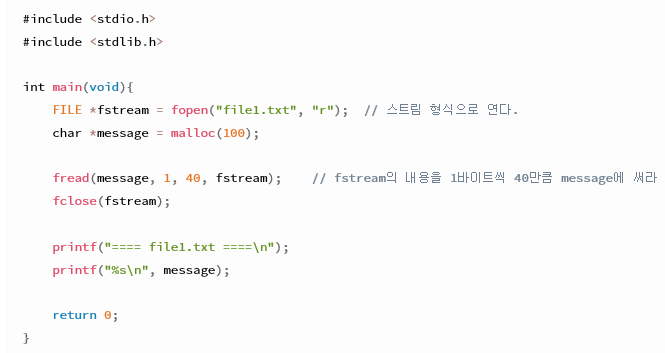 #include <stdio.h>
#include <stdlib.h>
int main(void){
FILE *fstream = fopen("file1.txt", "r");  // 스트림 형식으로 연다.
char *message = malloc(100);
fread(message, 1, 40, fstream);    // fstream의 내용을 1바이트씩 40만큼 message에 써라
fclose(fstream);
printf("==== file1.txt ====\n");
printf("%s\n", message);
return 0;
}